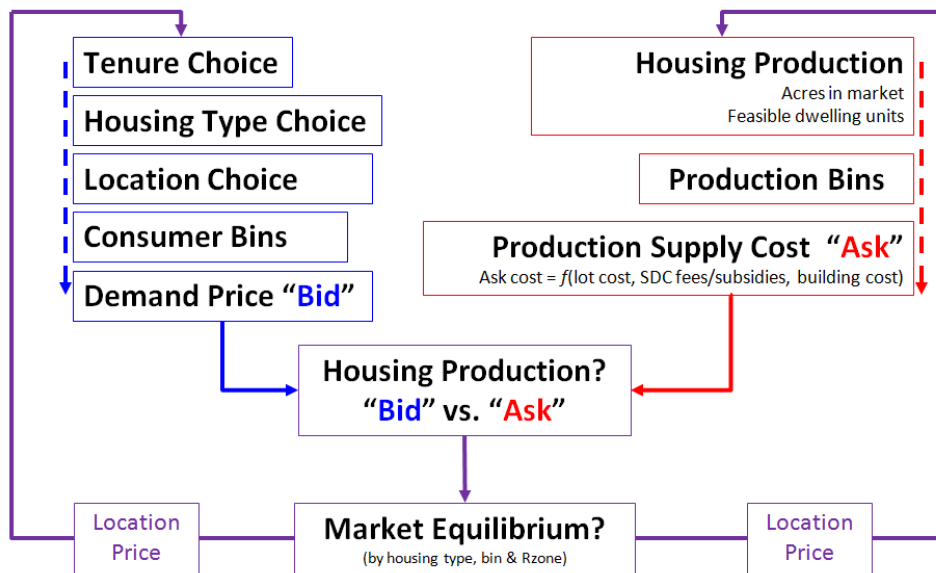 Tenure Choice
Housing Type Choice
Location Choice
Consumer Bins
Demand Price “Bid”
Housing Production
Acres in market
Feasible dwelling units
Production Bins
Production Supply Cost “Ask”
Ask cost = f(lot cost, SDC fees/subsidies, building cost)
Housing Production?
“Bid” vs. “Ask”
Location
Price
Market Equilibrium?
(by housing type, bin & Rzone)
Location
Price